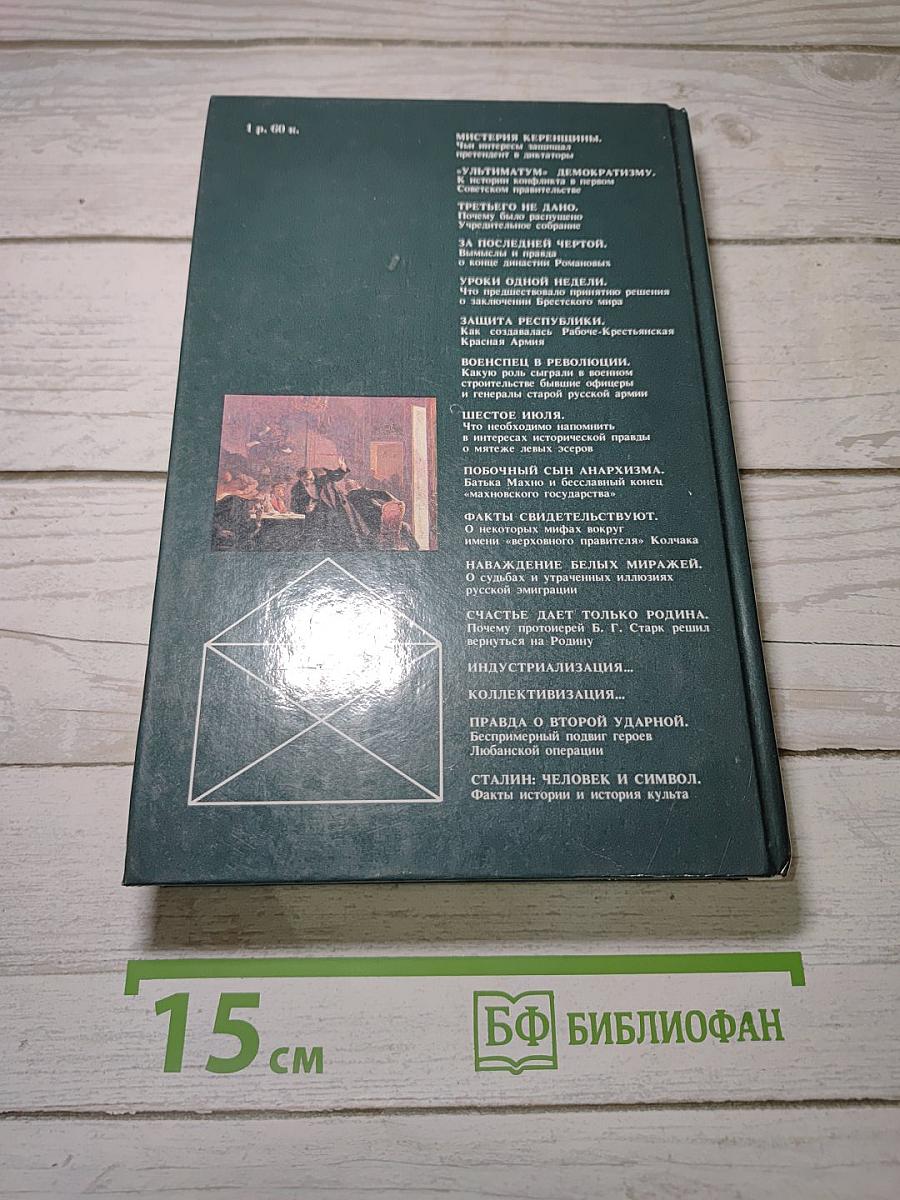 1 р. 60 к.
МИСТЕРИЯ КЕРЕНЩИНЫ.
Чьи интересы защищал
претендент в диктаторы
«УЛЬТИМАТУМ» ДЕМОКРАТИЗМУ.
К истории конфликта в первом
Советском правительстве
ТРЕТЬЕГО НЕ ДАНО.
Почему было распущено
Учредительное собрание
ЗА ПОСЛЕДНЕЙ ЧЕРТОЙ.
Вымыслы и правда
о конце династии Романовых
УРОКИ ОДНОЙ НЕДЕЛИ.
Что предшествовало принятию решения
о заключении Брестского мира
ЗАЩИТА РЕСПУБЛИКИ.
Как создавалась Рабоче-Крестьянская
Красная Армия
ВОЕНСПЕЦ В РЕВОЛЮЦИИ.
Какую роль сыграли в военном
строительстве бывшие офицеры
и генералы старой русской армии
ШЕСТОЕ ИЮЛЯ.
Что необходимо напомнить
в интересах исторической правды
о мятеже левых эсеров
ПОБОЧНЫЙ СЫН АНАРХИЗМА.
Батька Махно и бесславный конец
«махновского государства»
ФАКТЫ СВИДЕТЕЛЬСТВУЮТ.
О некоторых мифах вокруг
имени «верховного правителя» Колчака
НАВАЖДЕНИЕ БЕЛЫХ МИРАЖЕЙ.
О судьбах и утраченных иллюзиях
русской эмиграции
СЧАСТЬЕ ДАЕТ ТОЛЬКО РОДИНА.
Почему протоиерей Б. Г. Старк решил
вернуться на Родину
ИНДУСТРИАЛИЗАЦИЯ...
КОЛЛЕКТИВИЗАЦИЯ...
ПРАВДА О ВТОРОЙ УДАРНОЙ.
Беспримерный подвиг героев
Любанской операции
СТАЛИН: ЧЕЛОВЕК И СИМВОЛ.
Факты истории и история культа
15 см
БФ БИБЛИОФАН